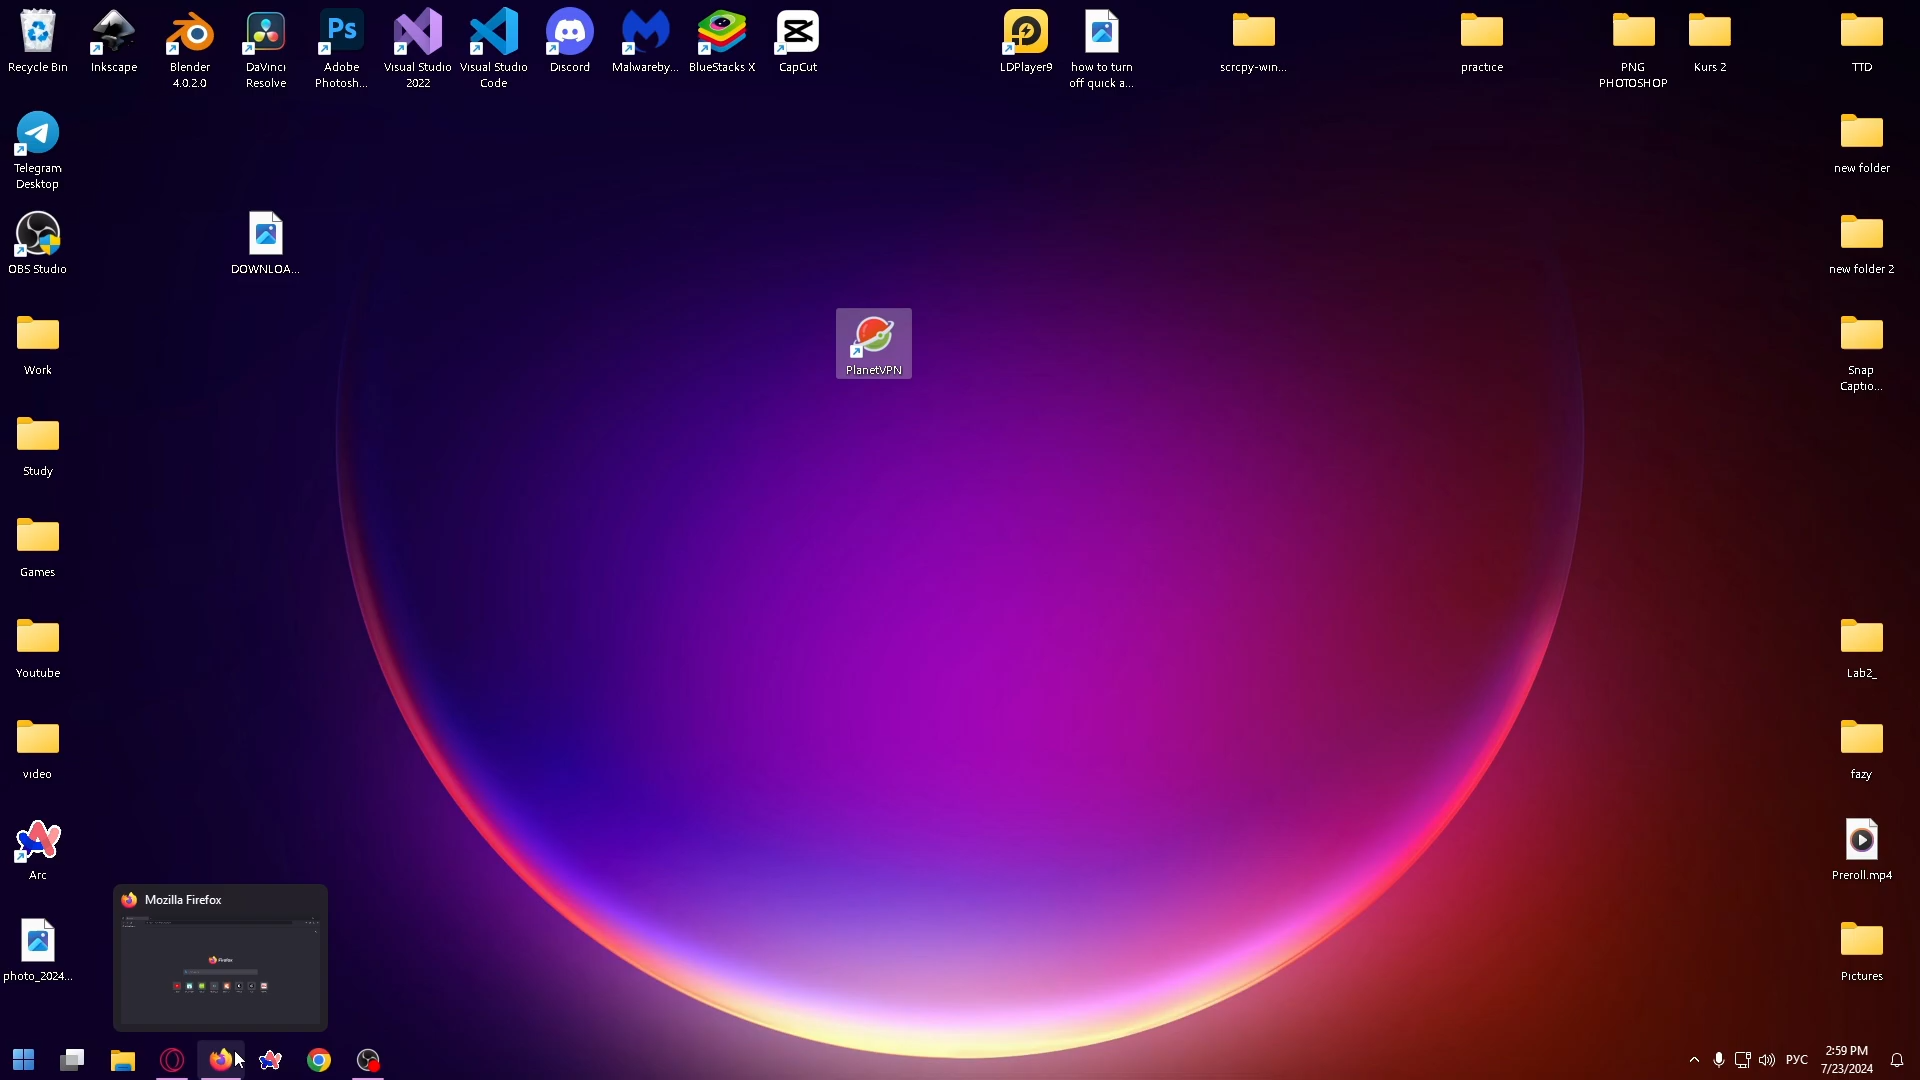 Recycle Bin
Inkscape
Blender
4.0.2.0
DaVinci
Resolve
Adobe
Photosh...
Visual Studio
2022
Visual Studio
Code
Discord
Malwareby...
BlueStacks X
CapCut
LDPlayer9
how to turn
off quick a...
scrcpy-win...
practice
PNG
PHOTOSHOP
Kurs 2
TTD
Telegram
Desktop
new folder
OBS Studio
DOWNLOA...
new folder 2
Work
PlanetVPN
Snap
Captio...
Study
Games
Youtube
Lab2_
video
fazy
Arc
Preroll.mp4
Mozilla Firefox
Firefox
photo_2024...
Pictures
РУС
2:59 PM
7/23/2024